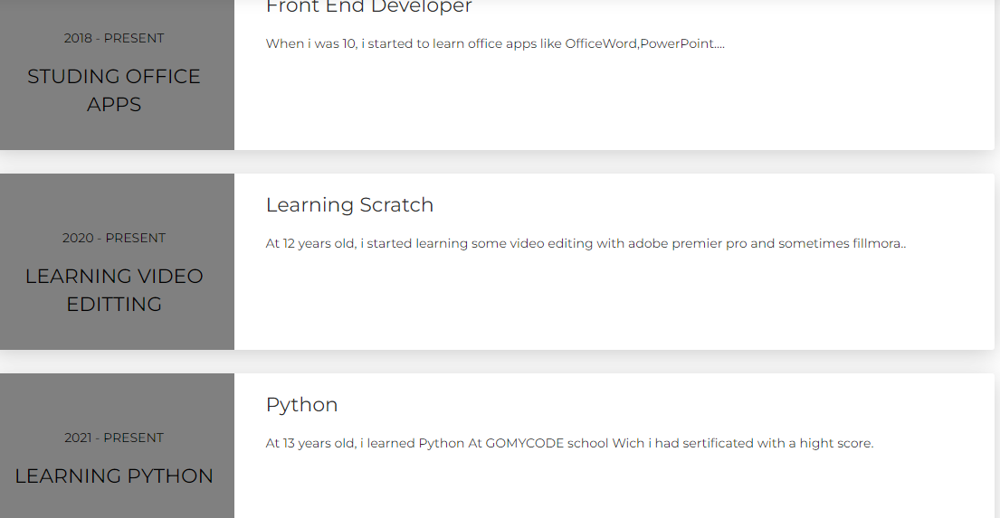 Front End Developer
2018 - PRESENT
When i was 10, i started to learn office apps like OfficeWord,PowerPoint....
STUDING OFFICE
APPS
Learning Scratch
2020 - PRESENT
At 12 years old, i started learning some video editing with adobe premier pro and sometimes fillmora..
LEARNING VIDEO
EDITTING
Python
2021 - PRESENT
At 13 years old, i learned Python At GOMYCODE school Wich i had sertificated with a hight score.
LEARNING PYTHON